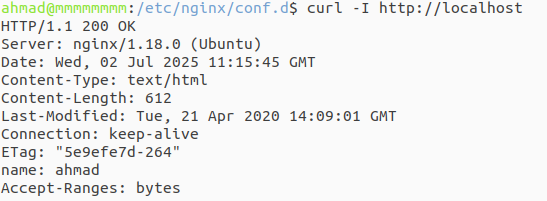 ahmad@mmmmmmmm:/etc/nginx/conf.d$ curl -I http://localhost
HTTP/1.1 200 OK
Server: nginx/1.18.0 (Ubuntu)
Date: Wed, 02 Jul 2025 11:15:45 GMT
Content-Type: text/html
Content-Length: 612
Last-Modified: Tue, 21 Apr 2020 14:09:01 GMT
Connection: keep-alive
ETag: "5e9efe7d-264"
name: ahmad
Accept-Ranges: bytes